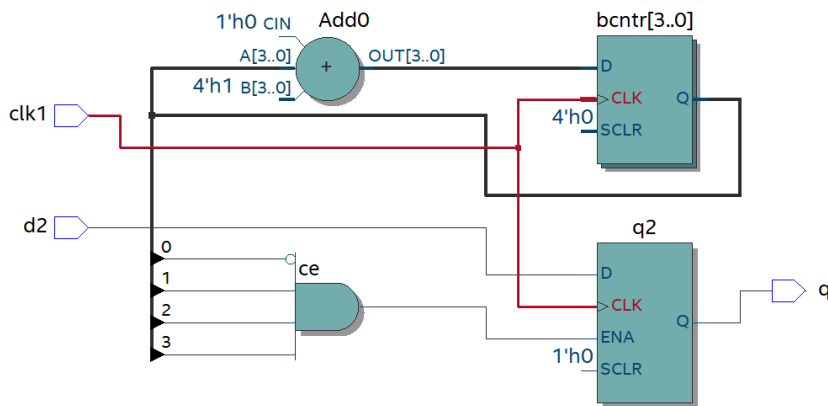 1'h0 CIN
Add0
bcntr[3..0]
A[3..0]
+
OUT[3..0]
4'h1 B[3..0]
D
clk1
CLK
Q
4'h0
SCLR
d2
q2
0
ce
D
1
q
CLK
2
Q
ENA
3
1'h0
SCLR